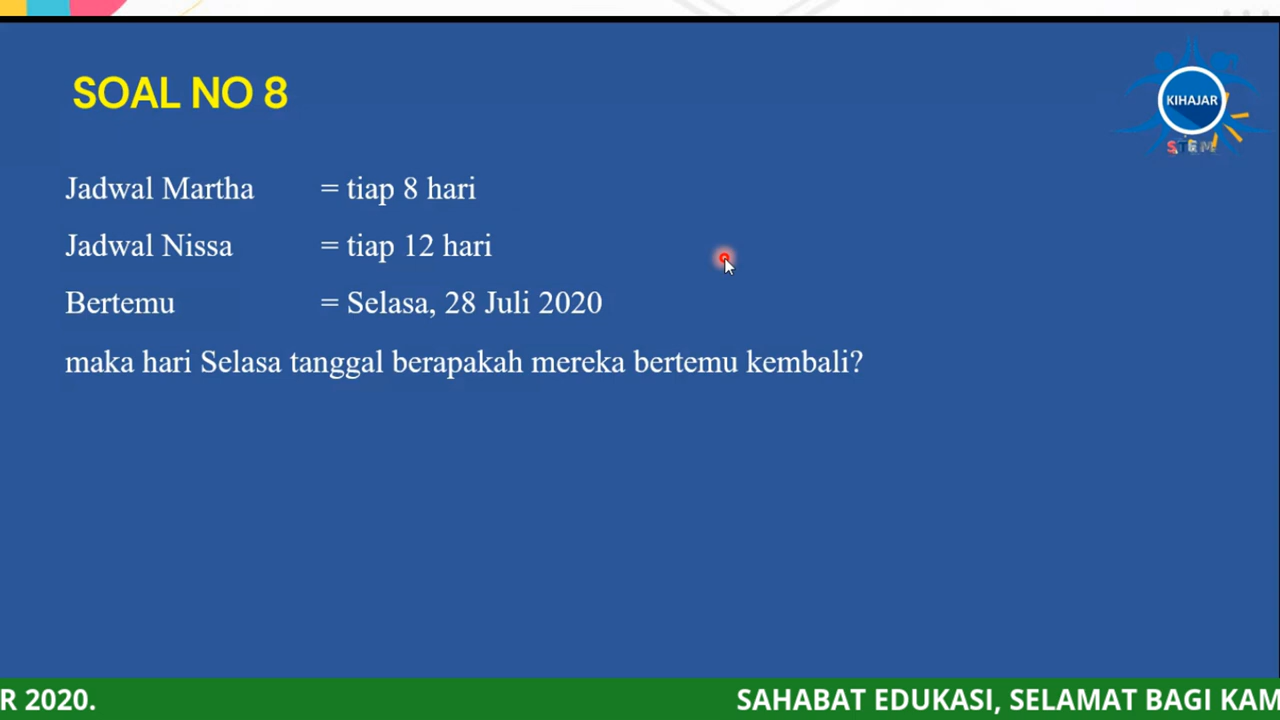 SOAL NO 8
KIHAJAR
STEM
Jadwal Martha = tiap 8 hari
Jadwal Nissa = tiap 12 hari
Bertemu = Selasa, 28 Juli 2020
maka hari Selasa tanggal berapakah mereka bertemu kembali?
R 2020. SAHABAT EDUKASI, SELAMAT BAGI KAM